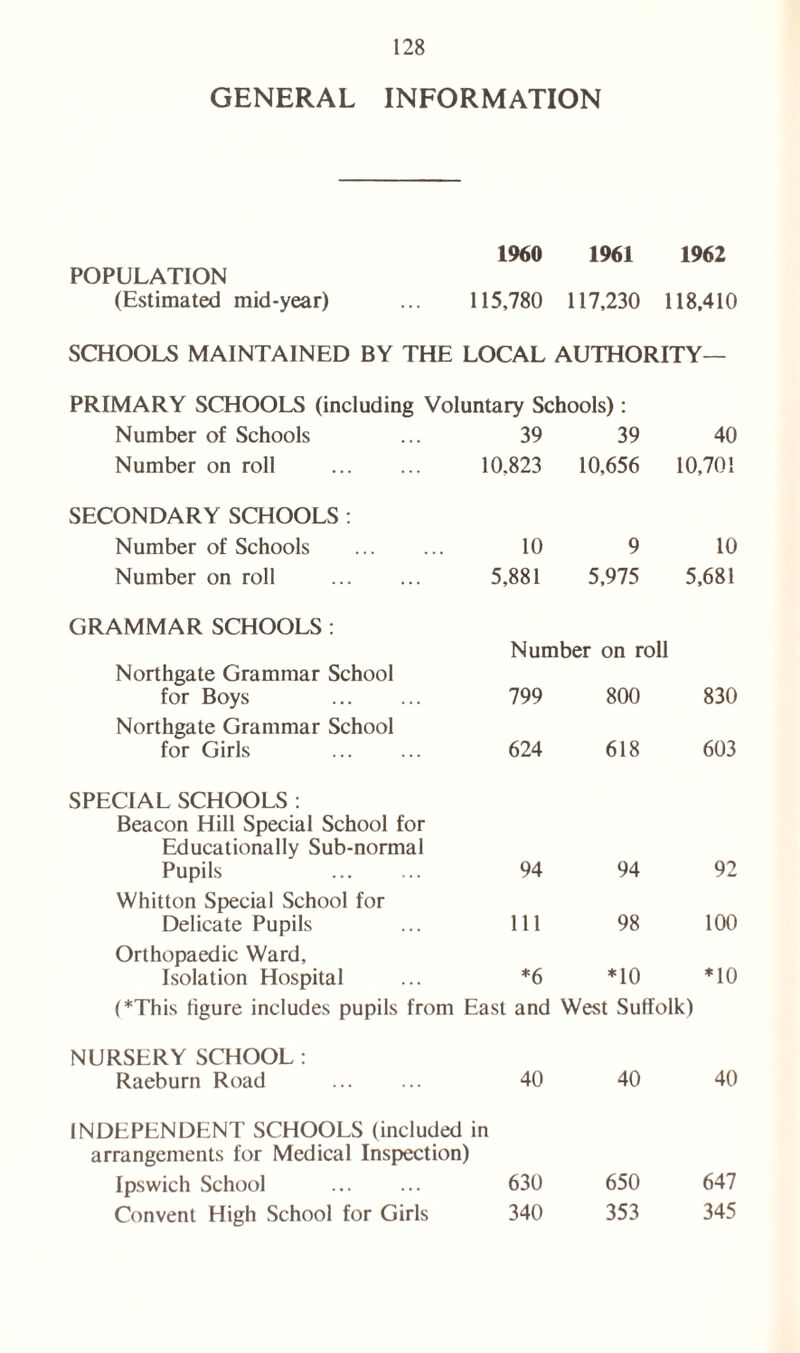 128
GENERAL INFORMATION
1960 1961 1962
POPULATION
(Estimated mid-year) ... 115,780 117,230 118,410
SCHOOLS MAINTAINED BY THE LOCAL AUTHORITY—
PRIMARY SCHOOLS (including Voluntary Schools) :
Number of Schools ... 39 39 40
Number on roll ... ... 10,823 10,656 10,701
SECONDARY SCHOOLS :
Number of Schools ... ... 10 9 10
Number on roll ... ... 5,881 5,975 5,681
GRAMMAR SCHOOLS :
Number on roll
Northgate Grammar School
for Boys ... ... 799 800 830
Northgate Grammar School
for Girls ... ... 624 618 603
SPECIAL SCHOOLS :
Beacon Hill Special School for
Educationally Sub-normal
Pupils ... ... 94 94 92
Whitton Special School for
Delicate Pupils ... 111 98 100
Orthopaedic Ward,
Isolation Hospital ... *6 *10 *10
(*This figure includes pupils from East and West Suffolk)
NURSERY SCHOOL :
Raeburn Road ... ... 40 40 40
INDEPENDENT SCHOOLS (included in
arrangements for Medical Inspection)
Ipswich School ... ... 630 650 647
Convent High School for Girls 340 353 345